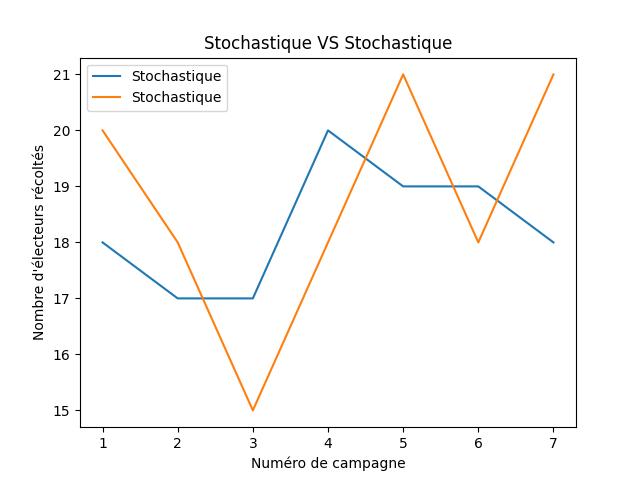 Stochastique VS Stochastique
Stochastique
Stochastique
21
20
19
18
17
16
15
Nombre d'électeurs récoltés
1 2 3 4 5 6 7
Numéro de campagne